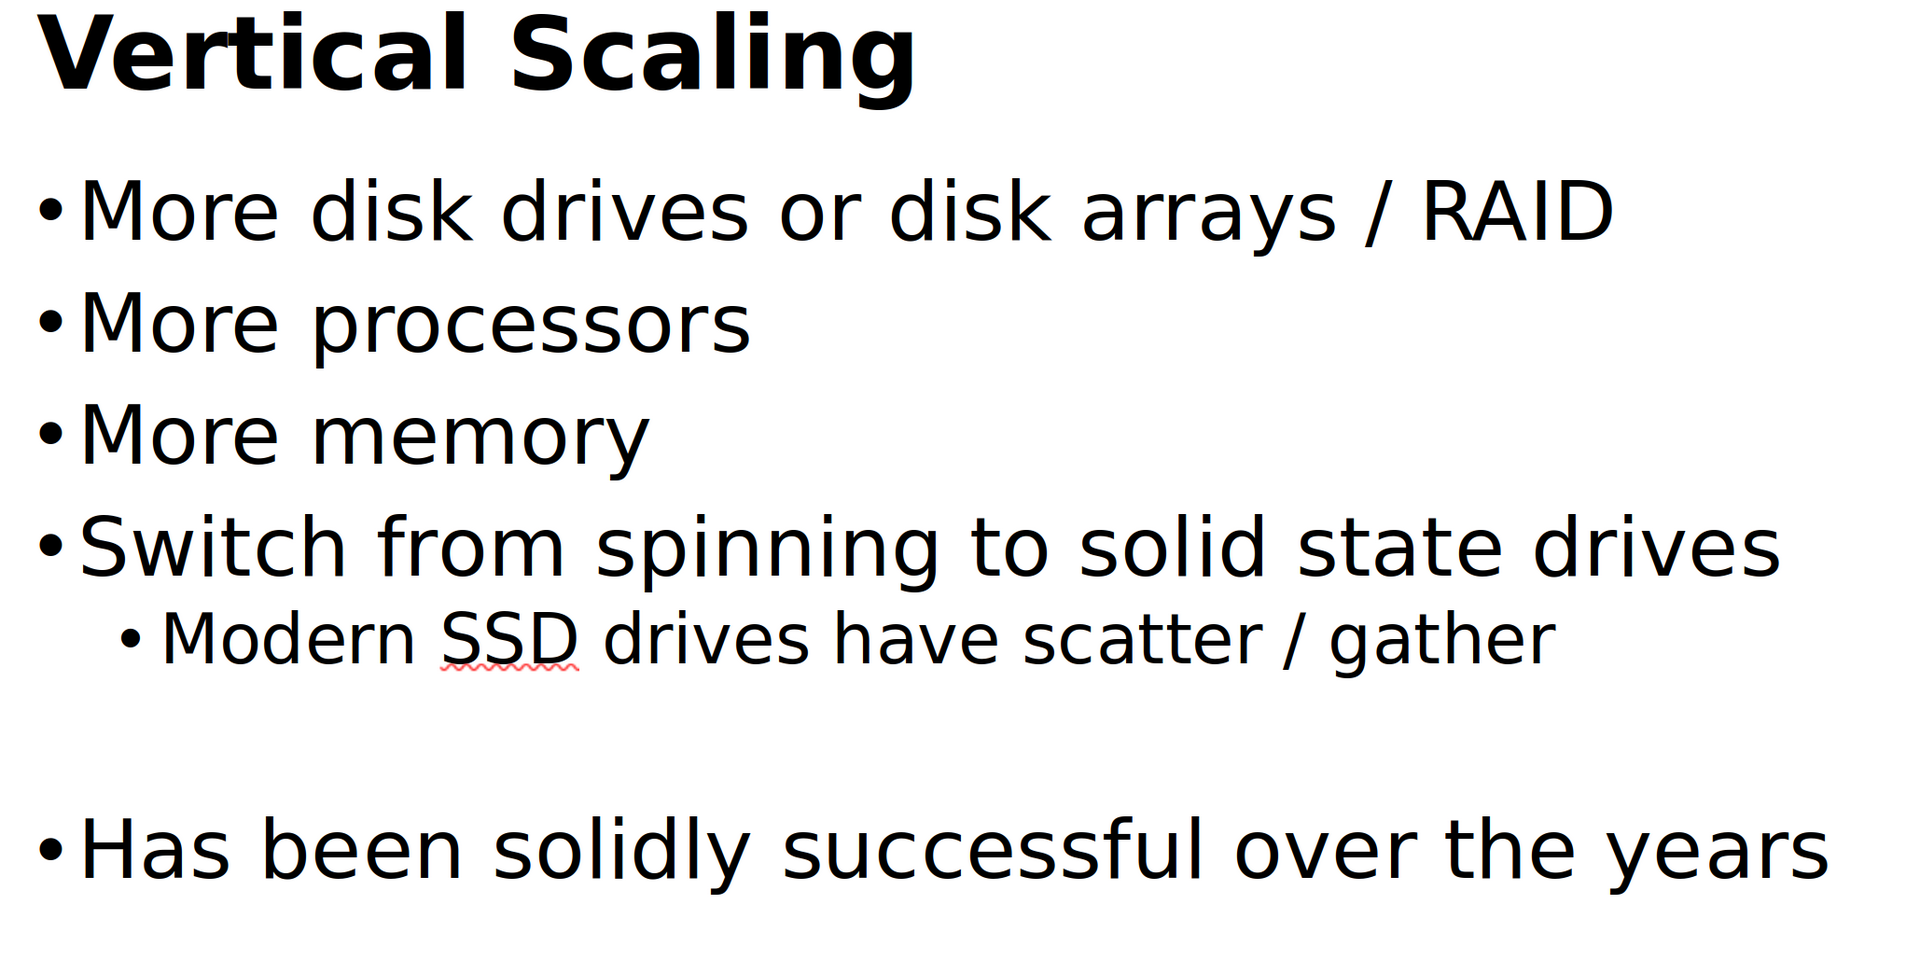 Vertical Scaling
• More disk drives or disk arrays / RAID
• More processors
• More memory
• Switch from spinning to solid state drives
• Modern SSD drives have scatter / gather
• Has been solidly successful over the years